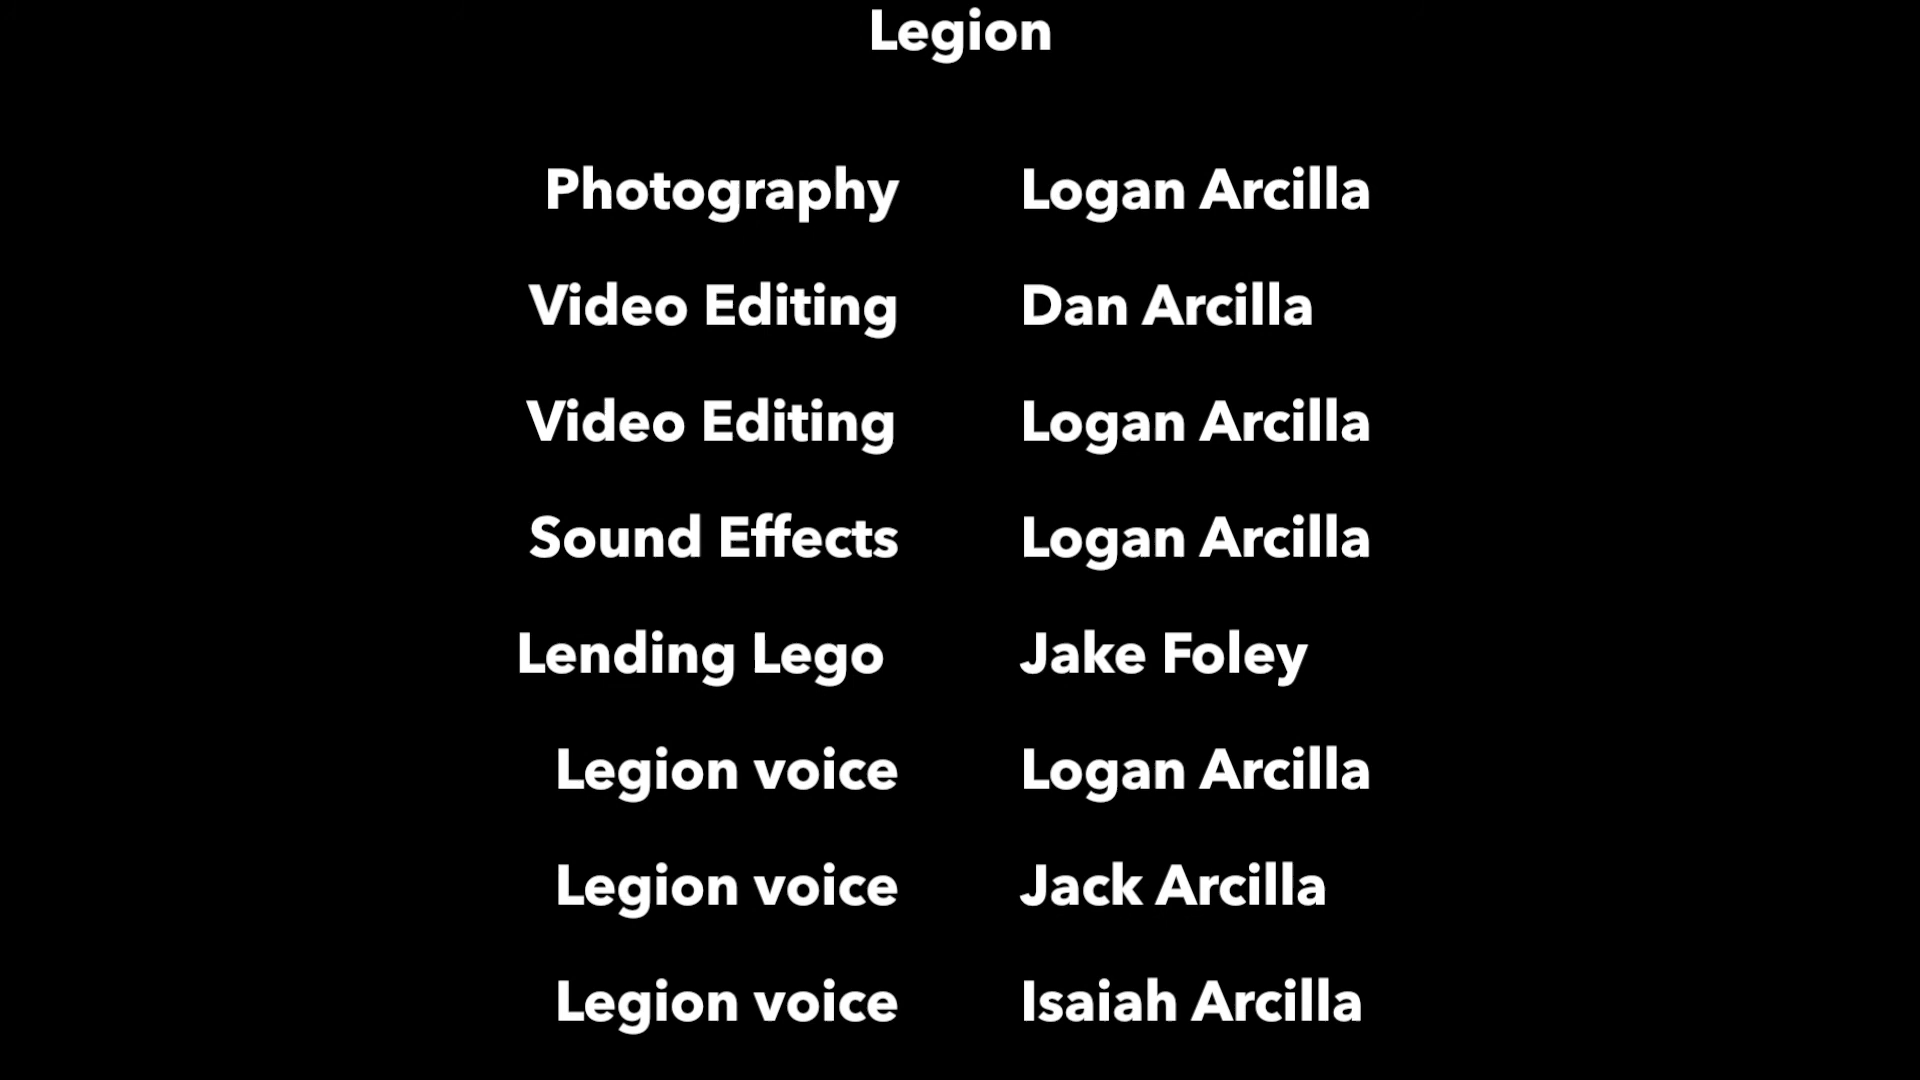 Legion
Photography Logan Arcilla
Video Editing Dan Arcilla
Video Editing Logan Arcilla
Sound Effects Logan Arcilla
Lending Lego Jake Foley
Legion voice Logan Arcilla
Legion voice Jack Arcilla
Legion voice Isaiah Arcilla